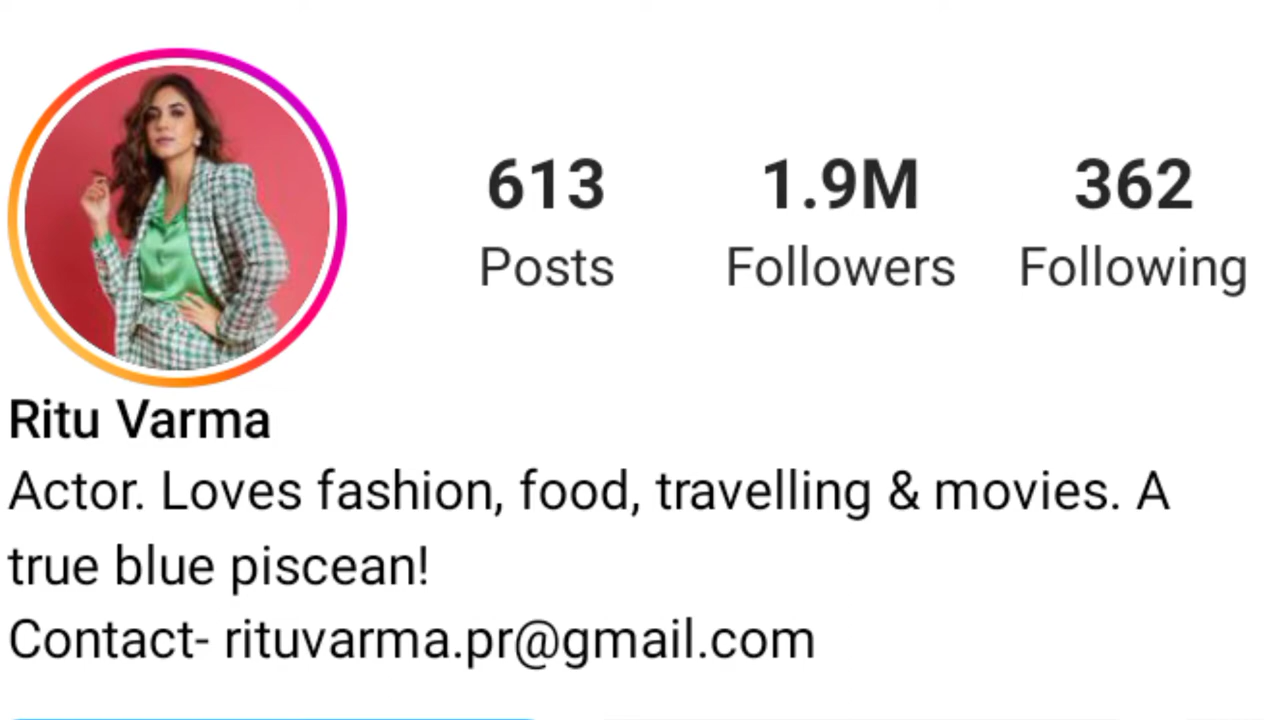 613 1.9M 362
Posts Followers Following
Ritu Varma
Actor. Loves fashion, food, travelling & movies. A
true blue piscean!
Contact- rituvarma.pr@gmail.com